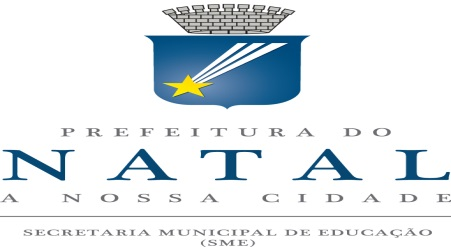 PREFEITURA DO
NATAL
A NOSSA CIDADE
SECRETARIA MUNICIPAL DE EDUCAÇÃO
(SME)